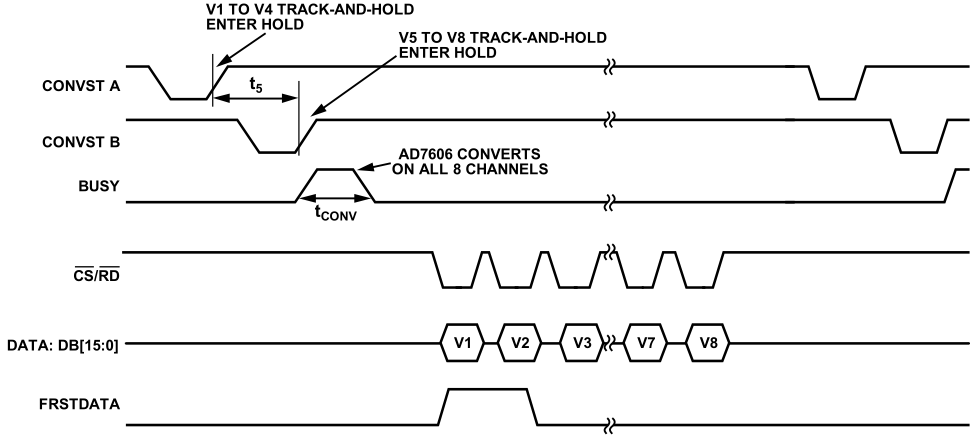 V1 TO V4 TRACK-AND-HOLD
ENTER HOLD
V5 TO V8 TRACK-AND-HOLD
ENTER HOLD
CONVST A
t5
CONVST B
AD7606 CONVERTS
ON ALL 8 CHANNELS
BUSY
tCONV
CS/RD
DATA: DB[15:0]
V1 V2 V3 V7 V8
FRSTDATA